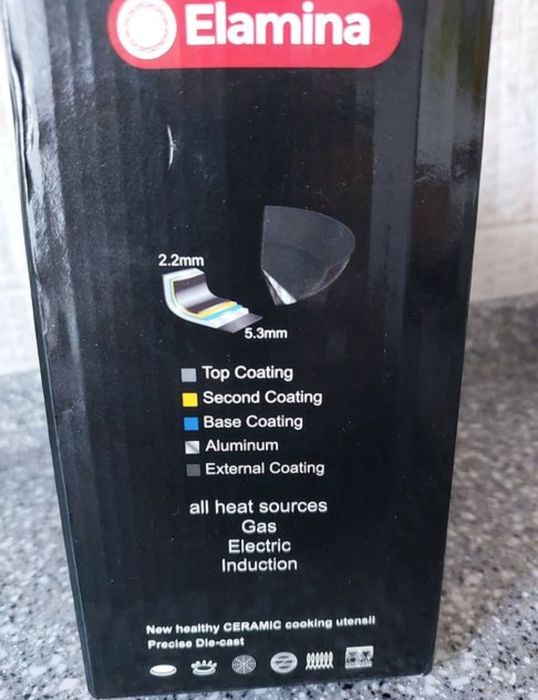 Elamina
2.2mm
5.3mm
Top Coating
Second Coating
Base Coating
Aluminum
External Coating
all heat sources
Gas
Electric
Induction
New healthy CERAMIC cooking utensil
Precise Die-cast